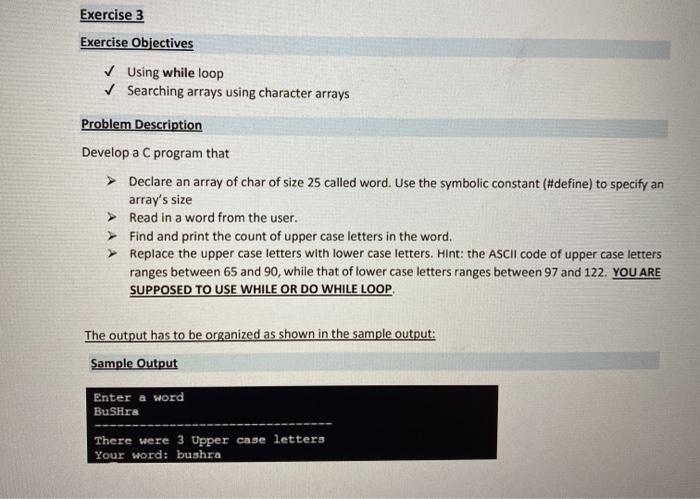 Exercise 3
Exercise Objectives
✓ Using while loop
✓ Searching arrays using character arrays
Problem Description
Develop a C program that
➢ Declare an array of char of size 25 called word. Use the symbolic constant (#define) to specify an
array's size
➢ Read in a word from the user.
➢ Find and print the count of upper case letters in the word.
➢ Replace the upper case letters with lower case letters. Hint: the ASCII code of upper case letters
ranges between 65 and 90, while that of lower case letters ranges between 97 and 122. YOU ARE
SUPPOSED TO USE WHILE OR DO WHILE LOOP.
The output has to be organized as shown in the sample output:
Sample Output
Enter a word
BuSHra
----------------------------------
There were 3 Upper case letters
Your word: bushra